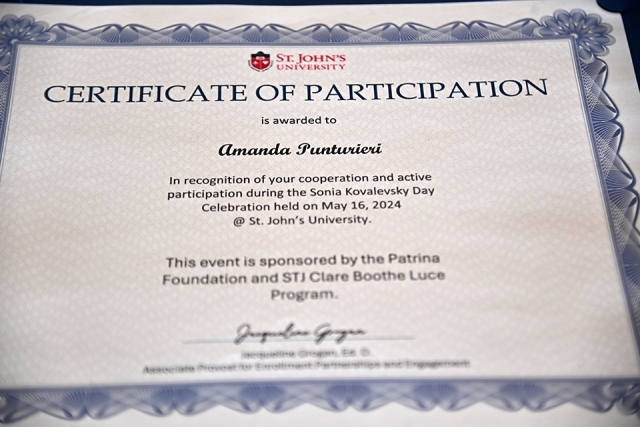 ST. JOHN'S
UNIVERSITY
CERTIFICATE OF PARTICIPATION
is awarded to
Amanda Punturieri
In recognition of your cooperation and active
participation during the Sonia Kovalevsky Day
Celebration held on May 16, 2024
@ St. John's University.
This event is sponsored by the Patrina
Foundation and STJ Clare Boothe Luce
Program.
Jacqueline Grogan
Jacqueline Grogan, Ed. D.
Associate Provost for Enrollment Partnerships and Engagement